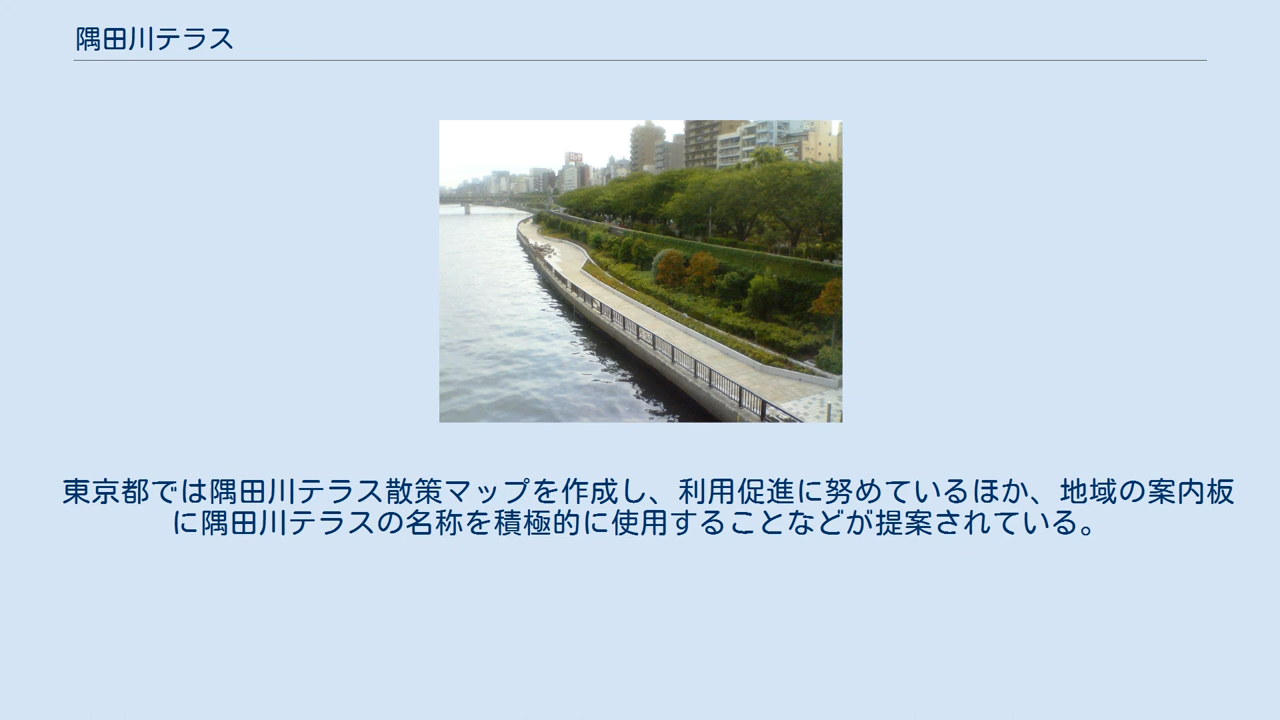 隅田川テラス
東京都では隅田川テラス散策マップを作成し、利用促進に努めているほか、地域の案内板
に隅田川テラスの名称を積極的に使用することなどが提案されている。